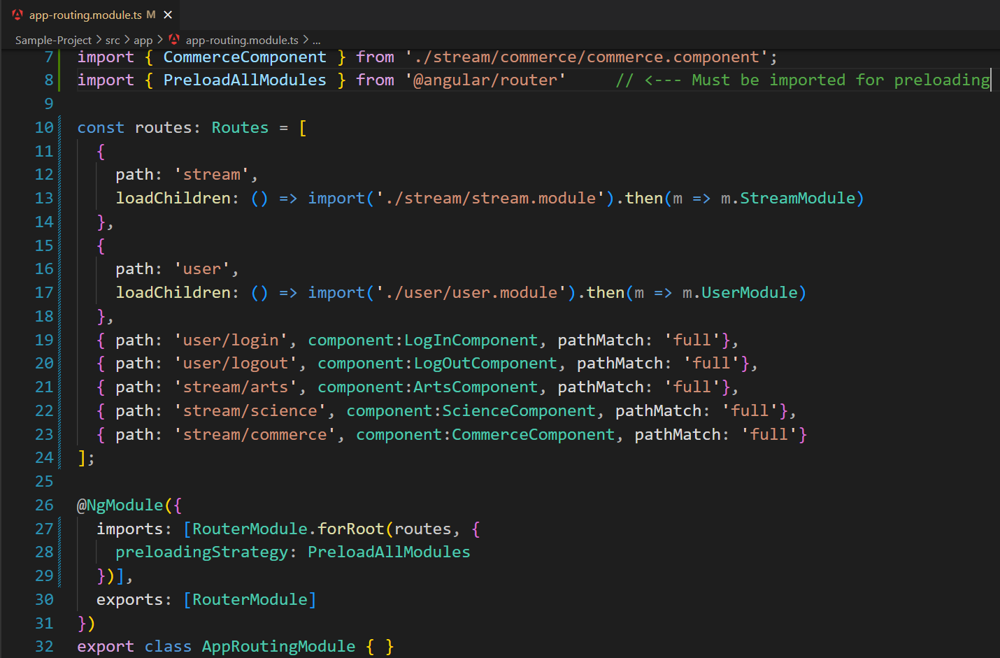 app-routing.module.ts M ×
Sample-Project > src > app > app-routing.module.ts > ...
7 import { CommerceComponent } from './stream/commerce/commerce.component';
8 import { PreloadAllModules } from '@angular/router' // <--- Must be imported for preloading
9
10 const routes: Routes = [
11 {
12 path: 'stream',
13 loadChildren: () => import('./stream/stream.module').then(m => m.StreamModule)
14 },
15 {
16 path: 'user',
17 loadChildren: () => import('./user/user.module').then(m => m.UserModule)
18 },
19 { path: 'user/login', component:LogInComponent, pathMatch: 'full'},
20 { path: 'user/logout', component:LogOutComponent, pathMatch: 'full'},
21 { path: 'stream/arts', component:ArtsComponent, pathMatch: 'full'},
22 { path: 'stream/science', component:ScienceComponent, pathMatch: 'full'},
23 { path: 'stream/commerce', component:CommerceComponent, pathMatch: 'full'}
24 ];
25
26 @NgModule({
27 imports: [RouterModule.forRoot(routes, {
28 preloadingStrategy: PreloadAllModules
29 })],
30 exports: [RouterModule]
31 })
32 export class AppRoutingModule { }